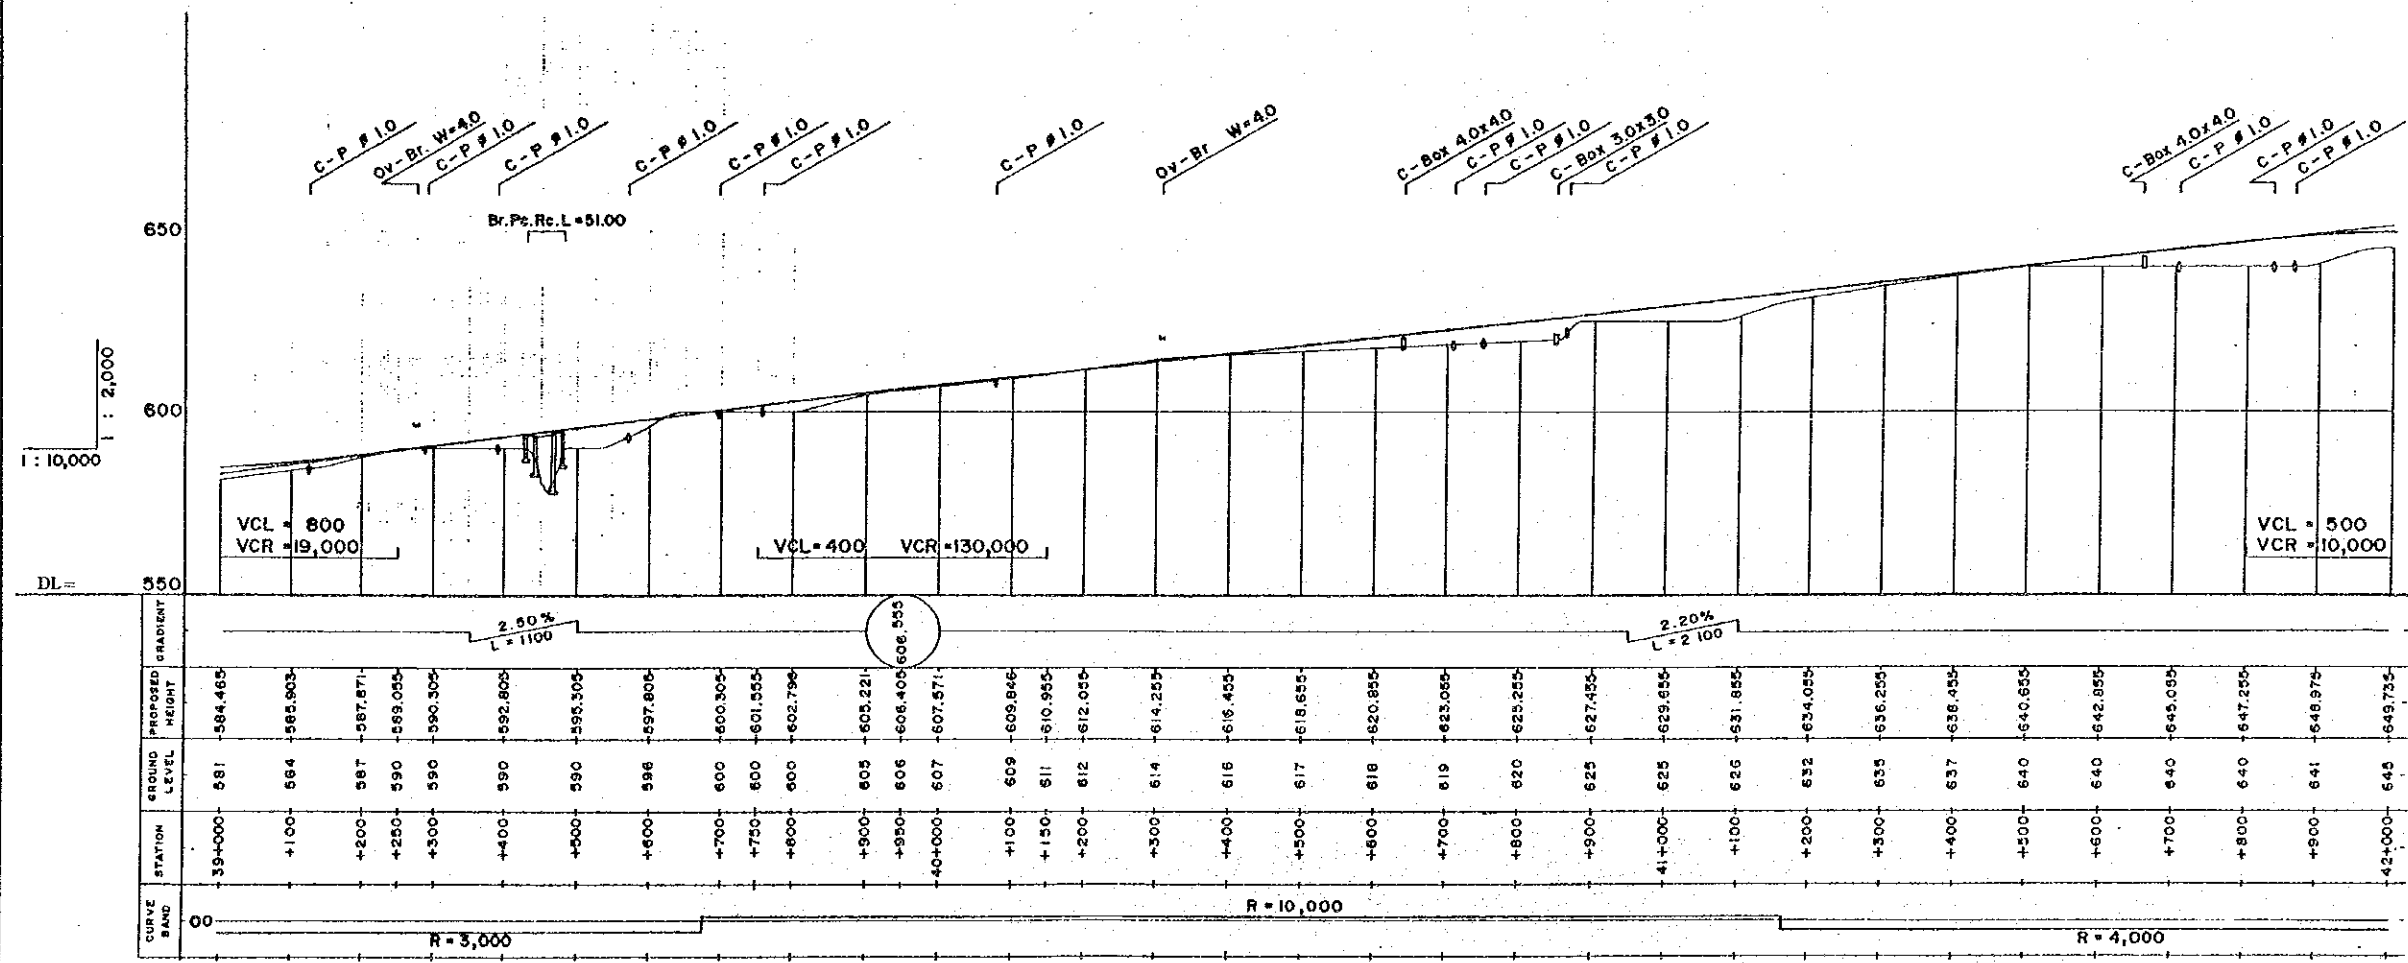 C-P ø 1.0
Ov-Br. W=4.0
C-P ø 1.0
C-P ø 1.0
C-P ø 1.0
C-P ø 1.0
C-P ø 1.0
C-P ø 1.0
Ov-Br W=4.0
C-Box 4.0x4.0
C-P ø 1.0
C-P ø 1.0
C-Box 3.0x3.0
C-P ø 1.0
C-Box 4.0x4.0
C-P ø 1.0
C-P ø 1.0
C-P ø 1.0
Br.Pc.Rc.L=51.00
650
600
550
1 : 2,000
1 : 10,000
DL=
VCL = 800
VCR = 19,000
VCL=400 VCR=130,000
VCL = 500
VCR = 10,000
GRADIENT
2.50%
L = 1100
606.555
2.20%
L = 2 100
PROPOSED HEIGHT
584.465 585.903 587.871 589.055 590.305 592.805 595.305 597.805 600.305 601.555 602.796 605.221 606.405 607.571 609.846 610.955 612.055 614.255 616.455 618.655 620.855 623.055 625.255 627.455 629.655 631.855 634.055 636.255 638.455 640.655 642.855 645.055 647.255 648.975 649.735
GROUND LEVEL
581 584 587 590 590 590 590 596 600 600 600 605 606 607 609 611 612 614 616 617 618 619 620 625 625 626 632 635 637 640 640 640 640 641 645
STATION
39+000 +100 +200 +250 +300 +400 +500 +600 +700 +750 +800 +900 +950 40+000 +100 +150 +200 +300 +400 +500 +600 +700 +800 +900 41+000 +100 +200 +300 +400 +500 +600 +700 +800 +900 42+000
CURVE BAND
00
R = 3,000
R = 10,000
R = 4,000